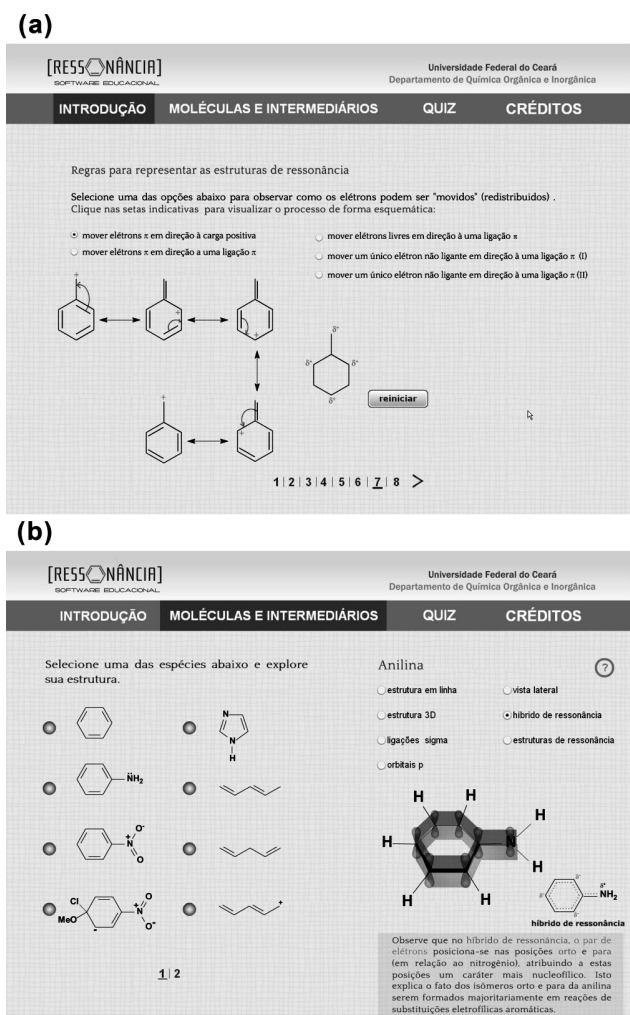 (a)
[RESSONÂNCIA]
SOFTWARE EDUCACIONAL
Universidade Federal do Ceará
Departamento de Química Orgânica e Inorgânica
INTRODUÇÃO MOLÉCULAS E INTERMEDIÁRIOS QUIZ CRÉDITOS
Regras para representar as estruturas de ressonância
Selecione uma das opções abaixo para observar como os elétrons podem ser "movidos" (redistribuidos) .
Clique nas setas indicativas para visualizar o processo de forma esquemática:
mover elétrons π em direção à carga positiva
mover elétrons π em direção a uma ligação π
mover elétrons livres em direção à uma ligação π
mover um único elétron não ligante em direção à uma ligação π (I)
mover um único elétron não ligante em direção à uma ligação π (II)
+
+
+
δ+ δ+
δ+
reiniciar
+
+
1 | 2 | 3 | 4 | 5 | 6 | 7 | 8 >
(b)
[RESSONÂNCIA]
SOFTWARE EDUCACIONAL
Universidade Federal do Ceará
Departamento de Química Orgânica e Inorgânica
INTRODUÇÃO MOLÉCULAS E INTERMEDIÁRIOS QUIZ CRÉDITOS
Selecione uma das espécies abaixo e explore
sua estrutura.
N
N
H
NH2
N+ O-
O
Cl
MeO
-
N+ O
O-
+
1 | 2
Anilina
?
estrutura em linha
vista lateral
estrutura 3D
híbrido de ressonância
ligações sigma
estruturas de ressonância
orbitais p
H H
H
H N
H
H H
δ- δ+
δ- NH2
δ-
híbrido de ressonância
Observe que no híbrido de ressonância, o par de
elétrons posiciona-se nas posições orto e para
(em relação ao nitrogênio), atribuindo a estas
posições um caráter mais nucleofílico. Isto
explica o fato dos isômeros orto e para da anilina
serem formados majoritariamente em reações de
substituições eletrofílicas aromáticas.